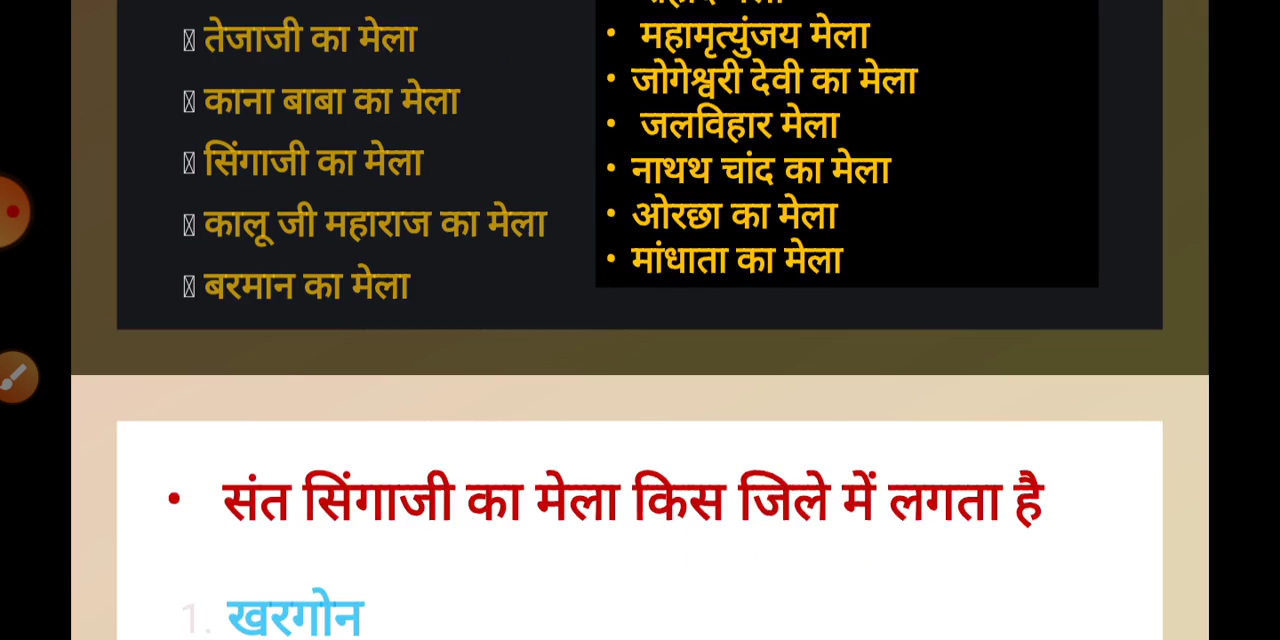 तेजाजी का मेला
काना बाबा का मेला
सिंगाजी का मेला
कालू जी महाराज का मेला
बरमान का मेला
• महामृत्युंजय मेला
• जोगेश्वरी देवी का मेला
• जलविहार मेला
• नाथथ चांद का मेला
• ओरछा का मेला
• मांधाता का मेला
• संत सिंगाजी का मेला किस जिले में लगता है
1. खरगोन